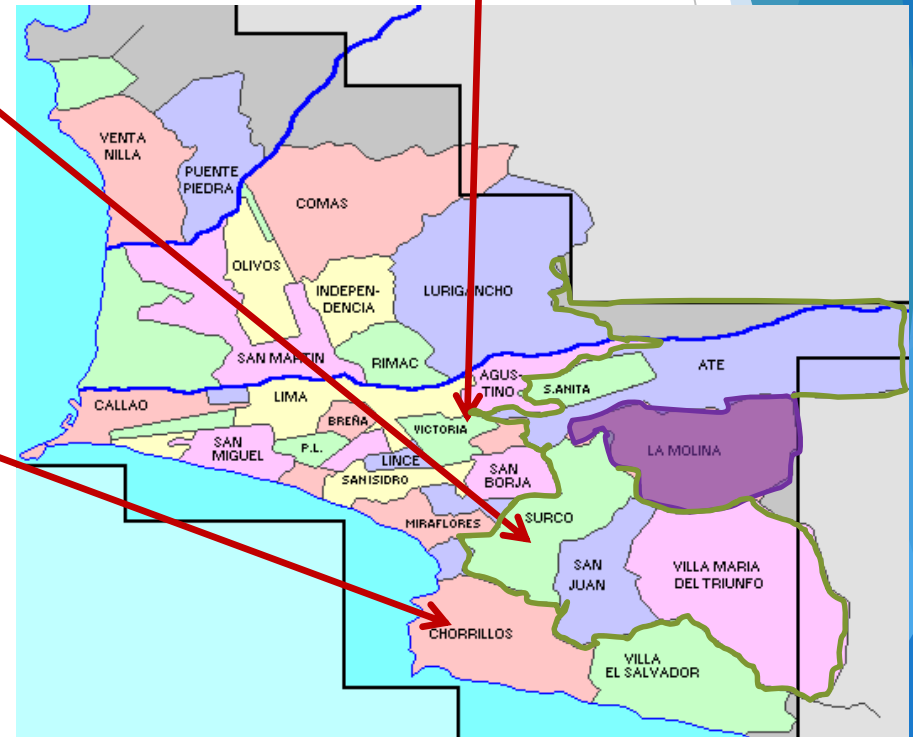 VENTA
NILLA
PUENTE
PIEDRA
COMAS
OLIVOS
INDEPEN-
DENCIA
LURIGANCHO
SAN MARTIN
RIMAC
AGUS-
TINO
S.ANITA
ATE
CALLAO
LIMA
BREÑA
VICTORIA
SAN
MIGUEL
P.L.
LINCE
SAN BORJA
SANISIDRO
LA MOLINA
MIRAFLORES
SURCO
SAN
JUAN
VILLA MARIA
DEL TRIUNFO
CHORRILLOS
VILLA
EL SALVADOR